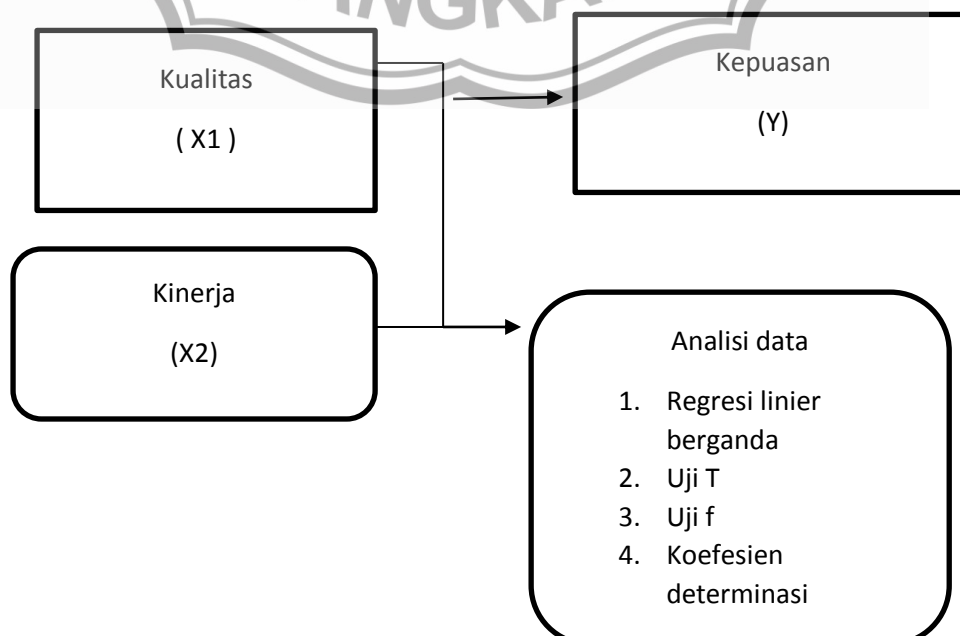 Kualitas
( X1 )
Kepuasan
(Y)
Kinerja
(X2)
Analisi data
1. Regresi linier
berganda
2. Uji T
3. Uji f
4. Koefesien
determinasi